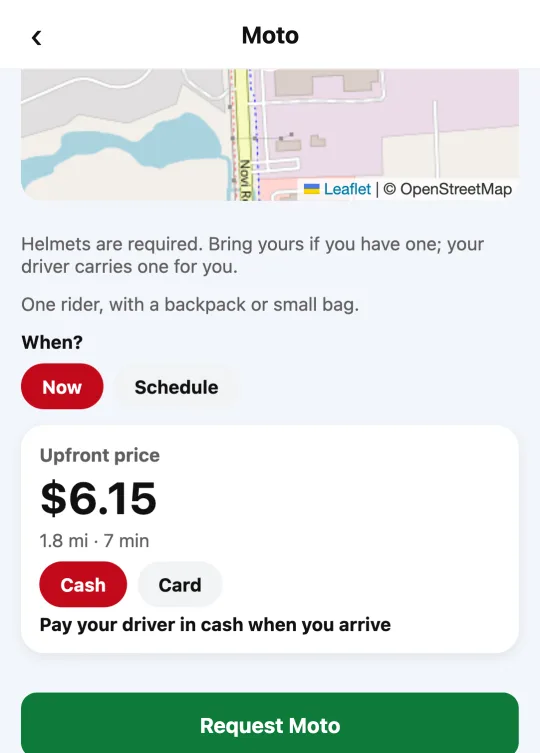 ‹ Moto
Novi R
Leaflet | © OpenStreetMap
Helmets are required. Bring yours if you have one; your
driver carries one for you.
One rider, with a backpack or small bag.
When?
Now Schedule
Upfront price
$6.15
1.8 mi · 7 min
Cash Card
Pay your driver in cash when you arrive
Request Moto